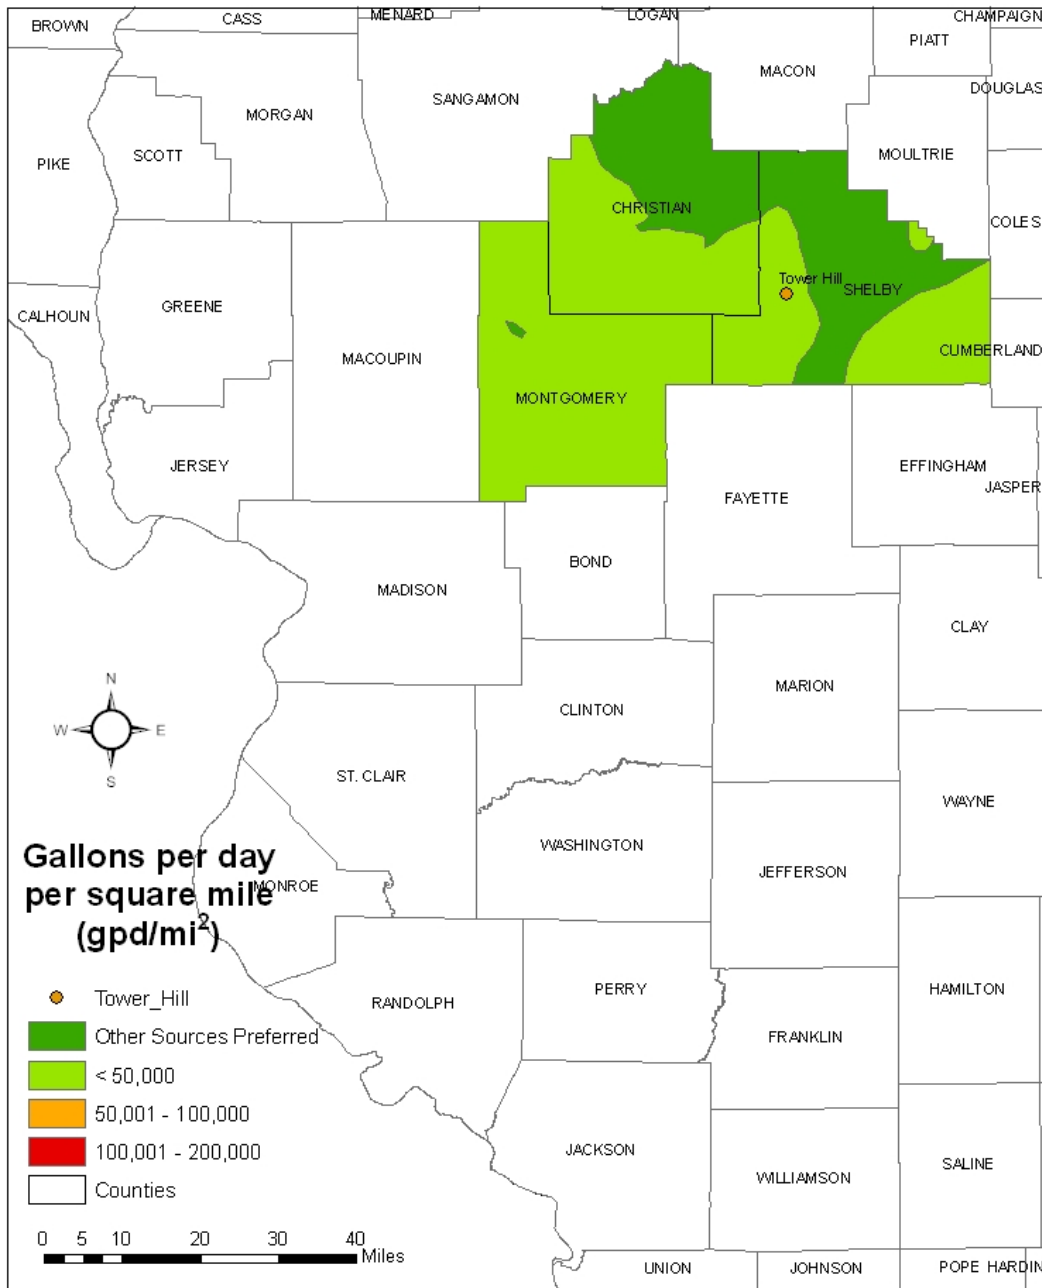 BROWN
CASS
MENARD
LOGAN
CHAMPAIGN
PIATT
MACON
SANGAMON
DOUGLAS
MORGAN
SCOTT
PIKE
MOULTRIE
CHRISTIAN
COLES
Tower Hill
SHELBY
GREENE
CALHOUN
MACOUPIN
CUMBERLAND
MONTGOMERY
JERSEY
EFFINGHAM
JASPER
FAYETTE
BOND
MADISON
CLAY
N
W E
S
MARION
CLINTON
ST. CLAIR
WAYNE
WASHINGTON
JEFFERSON
MONROE
Gallons per day
per square mile
(gpd/mi²)
RANDOLPH
PERRY
HAMILTON
FRANKLIN
Tower_Hill
Other Sources Preferred
< 50,000
50,001 - 100,000
100,001 - 200,000
Counties
JACKSON
WILLIAMSON
SALINE
0 5 10 20 30 40
Miles
UNION
JOHNSON
POPE HARDIN